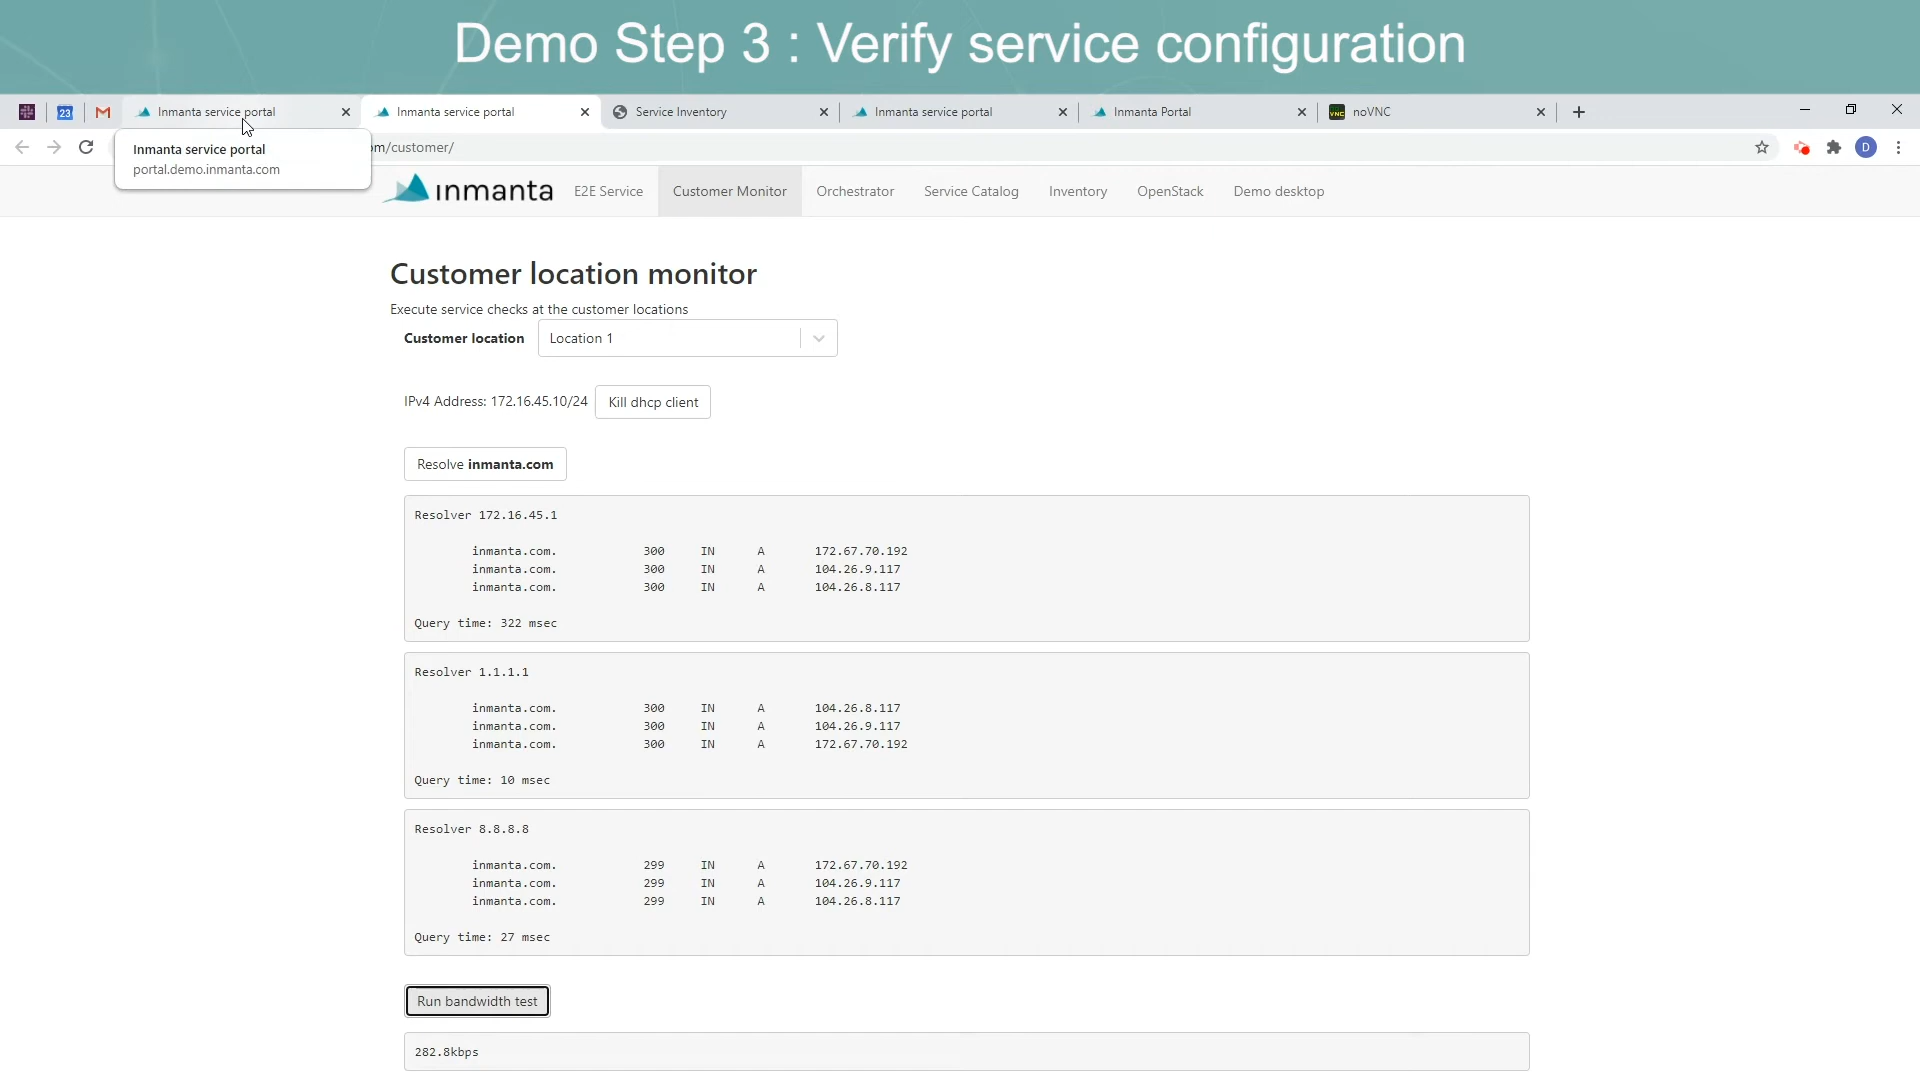 Demo Step 3 : Verify service configuration
23
Inmanta service portal
Inmanta service portal
Service Inventory
Inmanta service portal
Inmanta Portal
VNC
noVNC
om/customer/
D
Inmanta service portal
portal.demo.inmanta.com
inmanta
E2E Service
Customer Monitor
Orchestrator
Service Catalog
Inventory
OpenStack
Demo desktop
Customer location monitor
Execute service checks at the customer locations
Customer location
Location 1
IPv4 Address: 172.16.45.10/24
Kill dhcp client
Resolve inmanta.com
Resolver 172.16.45.1
inmanta.com. 300 IN A 172.67.70.192
inmanta.com. 300 IN A 104.26.9.117
inmanta.com. 300 IN A 104.26.8.117
Query time: 322 msec
Resolver 1.1.1.1
inmanta.com. 300 IN A 104.26.8.117
inmanta.com. 300 IN A 104.26.9.117
inmanta.com. 300 IN A 172.67.70.192
Query time: 10 msec
Resolver 8.8.8.8
inmanta.com. 299 IN A 172.67.70.192
inmanta.com. 299 IN A 104.26.9.117
inmanta.com. 299 IN A 104.26.8.117
Query time: 27 msec
Run bandwidth test
282.8kbps